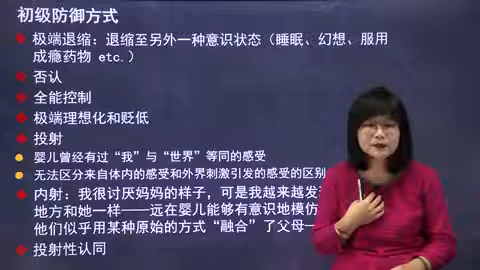 初级防御方式
极端退缩：退缩至另外一种意识状态（睡眠、幻想、服用
成瘾药物 etc.）
否认
全能控制
极端理想化和贬低
投射
婴儿曾经有过“我”与“世界”等同的感受
无法区分来自体内的感受和外界刺激引发的感受的区别
内射：我很讨厌妈妈的样子，可是我越来越发
地方和她一样——远在婴儿能够有意识地模仿
他们似乎用某种原始的方式“融合”了父母—
投射性认同